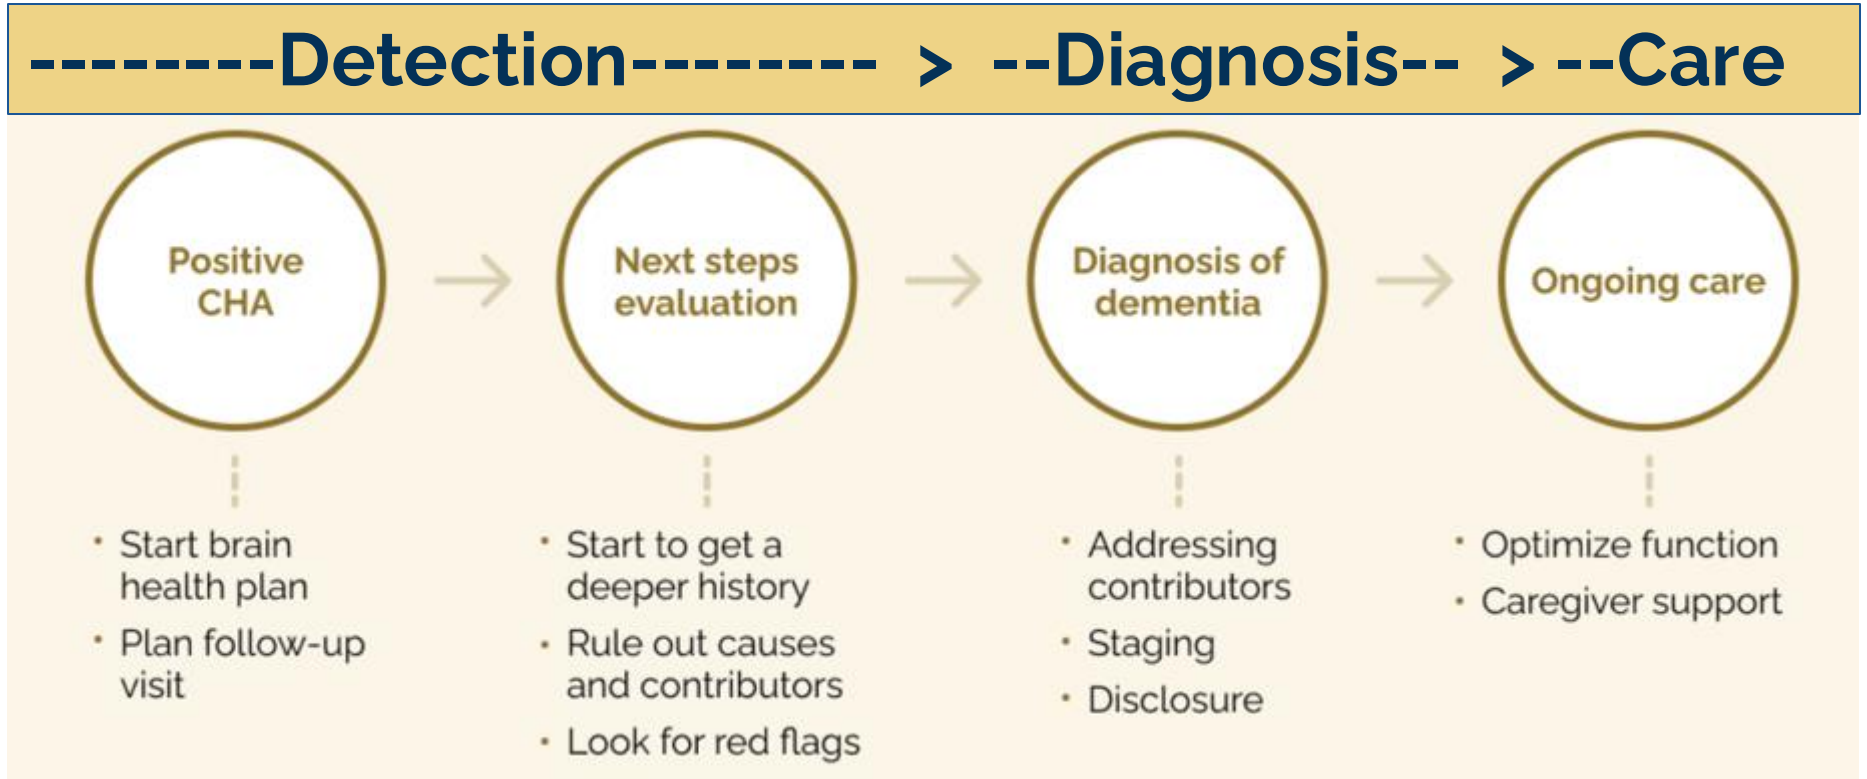 --------Detection-------- > --Diagnosis-- > --Care
Positive
CHA
Next steps
evaluation
Diagnosis of
dementia
Ongoing care
• Start brain
health plan
• Plan follow-up
visit
• Start to get a
deeper history
• Rule out causes
and contributors
• Look for red flags
• Addressing
contributors
• Staging
• Disclosure
• Optimize function
• Caregiver support